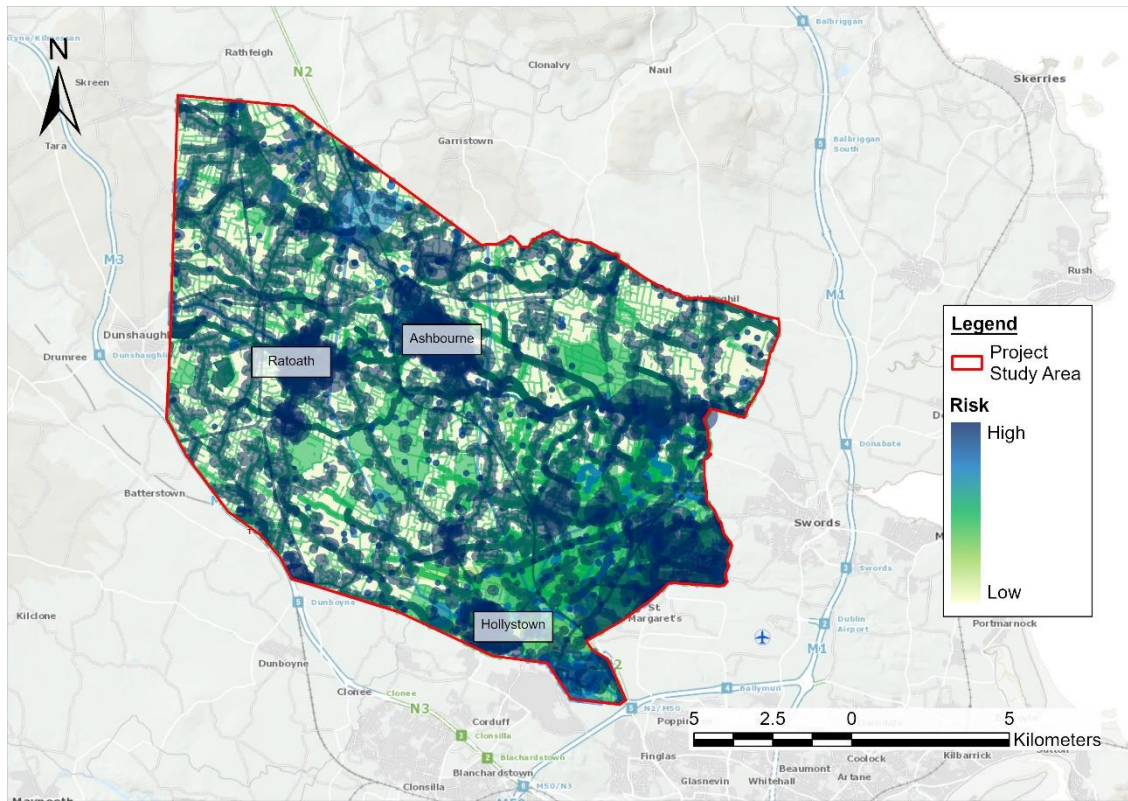 N
Rathfeigh
N2
Clonalvy
Naul
Balbriggan
Skerries
Skreen
Garristown
Balbriggan
South
Tara
Rush
M3
M1
Dunshaughlin
Drumree
Ashbourne
Ratoath
Legend
Project
Study Area
Risk
High
Low
Donabate
Batterstown
Swords
Swords
Hollystown
St.
Margaret's
Dublin
Airport
Portmarnock
Kilclone
Dunboyne
Dunboyne
M1
Clonee
Clonee
N3
Ballymun
N2/M50
Corduff
Clonsilla
Blanchardstown
Blanchardstown
Clonsilla
M50/N3
Finglas
Glasnevin
Whitehall
Beaumont
Artane
Coolock
Kilbarrick
5
2.5
0
5
Kilometers